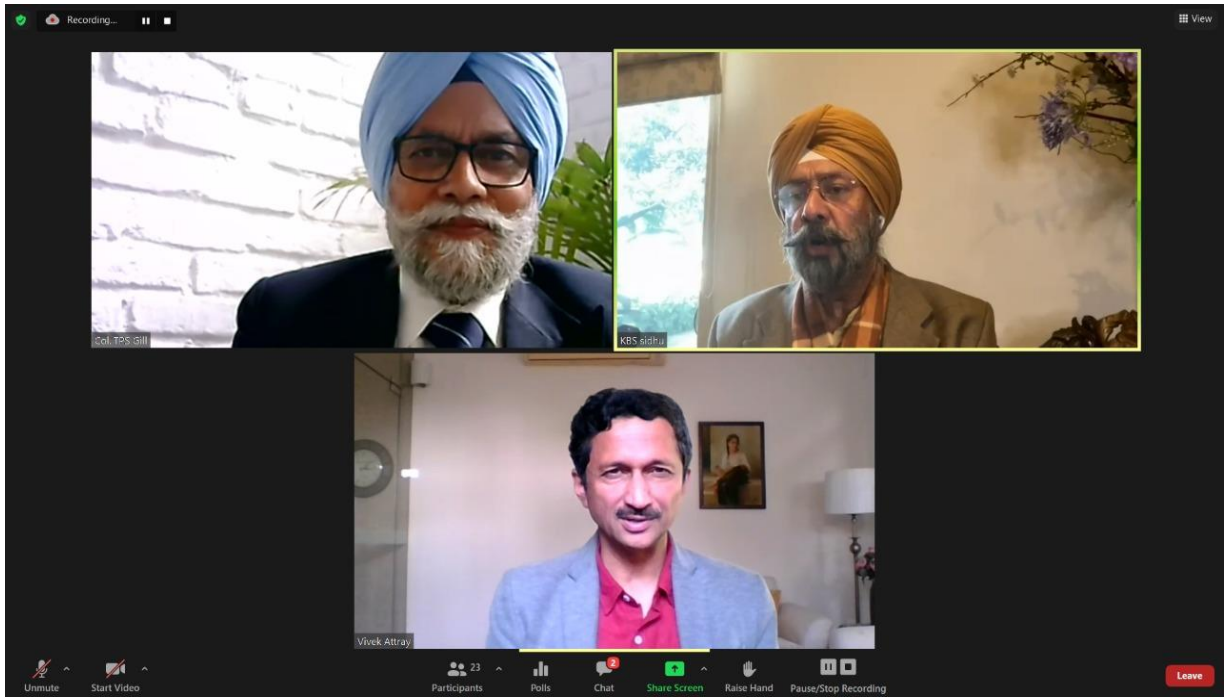 Recording...
View
Col. TPS Gill
KBS sidhu
Vivek Attray
Unmute
Start Video
23
Participants
Polls
2
Chat
Share Screen
Raise Hand
Pause/Stop Recording
Leave